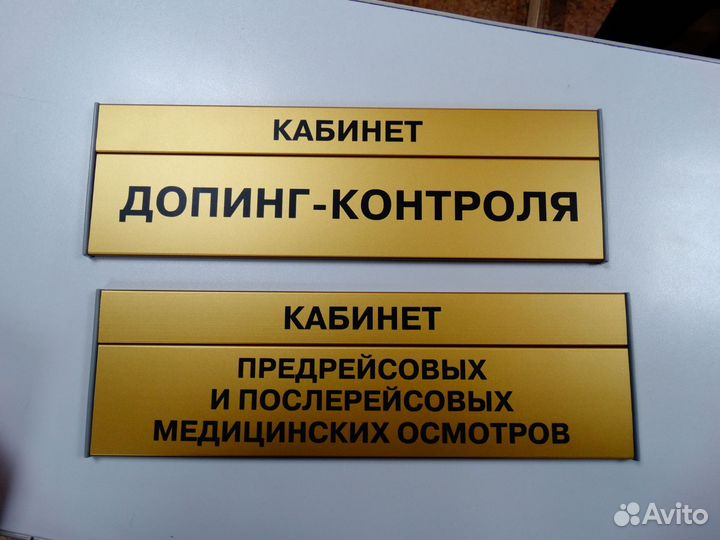 КАБИНЕТ
ДОПИНГ-КОНТРОЛЯ
КАБИНЕТ
ПРЕДРЕЙСОВЫХ
И ПОСЛЕРЕЙСОВЫХ
МЕДИЦИНСКИХ ОСМОТРОВ
Avito